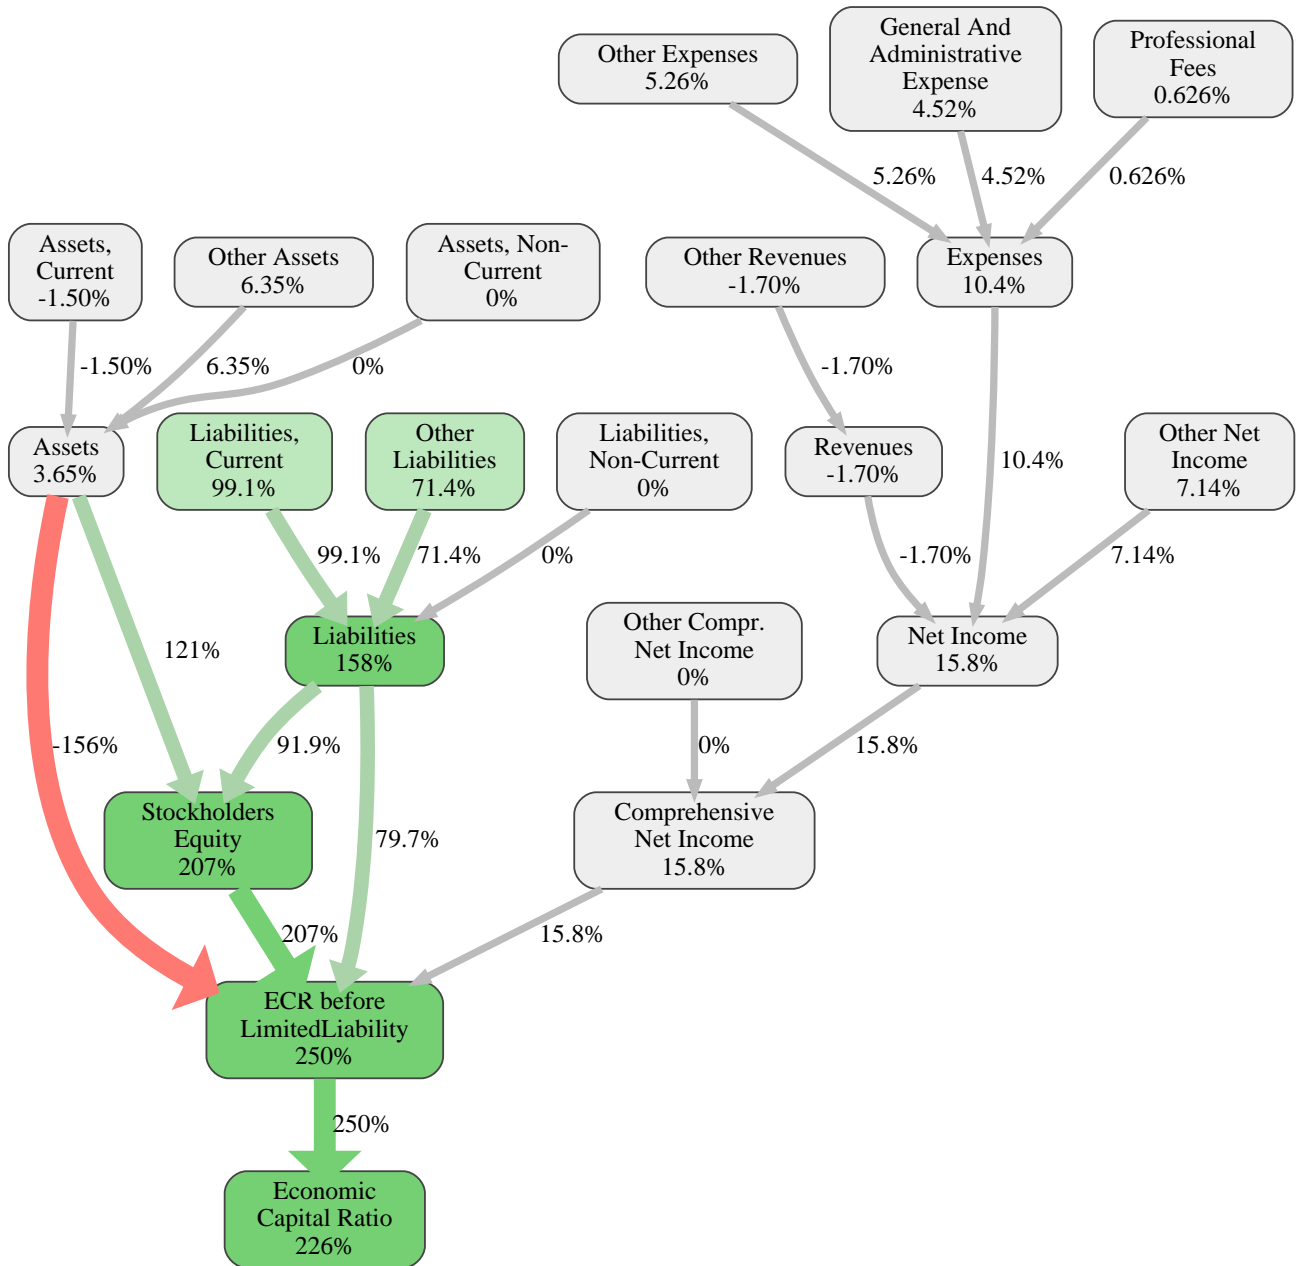 Other Expenses
5.26%
General And
Administrative
Expense
4.52%
Professional
Fees
0.626%
5.26%
4.52%
0.626%
Assets,
Current
-1.50%
Other Assets
6.35%
Assets, Non-
Current
0%
Other Revenues
-1.70%
Expenses
10.4%
-1.50%
6.35%
0%
-1.70%
10.4%
Assets
3.65%
Liabilities,
Current
99.1%
Other
Liabilities
71.4%
Liabilities,
Non-Current
0%
Revenues
-1.70%
Other Net
Income
7.14%
99.1%
71.4%
0%
-1.70%
7.14%
121%
Liabilities
158%
Other Compr.
Net Income
0%
Net Income
15.8%
-156%
91.9%
0%
15.8%
Stockholders
Equity
207%
79.7%
Comprehensive
Net Income
15.8%
207%
15.8%
ECR before
LimitedLiability
250%
250%
Economic
Capital Ratio
226%